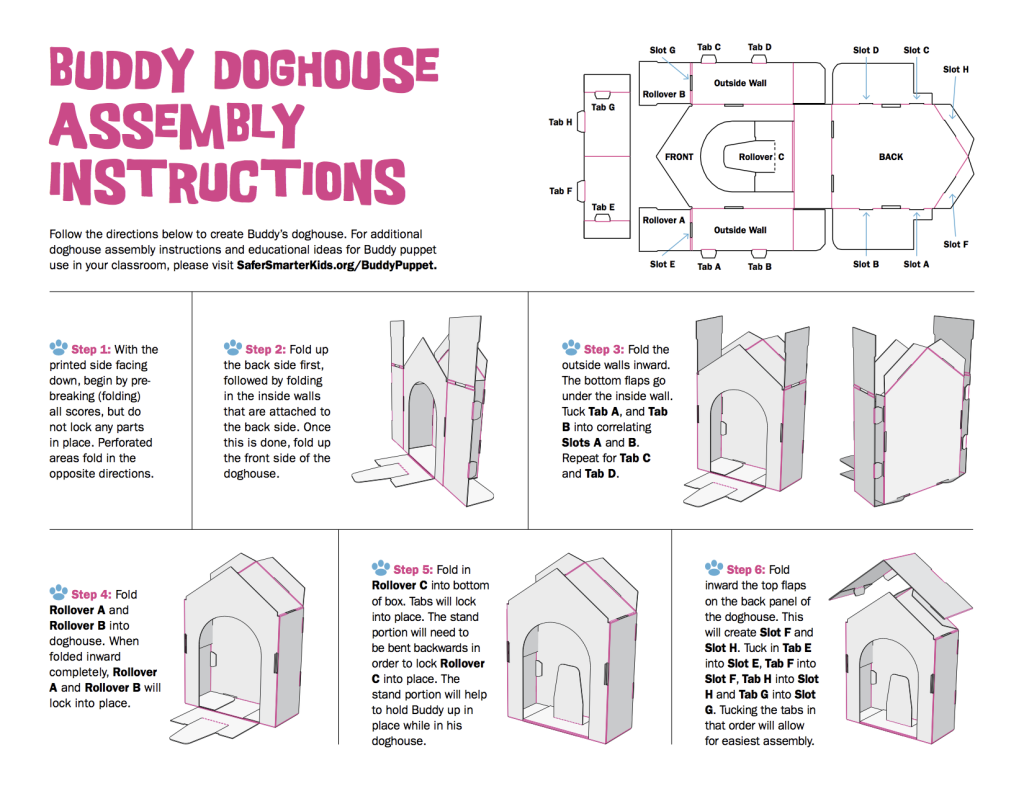 BUDDY DOGHOUSE
ASSEMBLY
INSTRUCTIONS
Follow the directions below to create Buddy's doghouse. For additional
doghouse assembly instructions and educational ideas for Buddy puppet
use in your classroom, please visit SaferSmarterKids.org/BuddyPuppet.
Slot G
Tab C
Tab D
Slot D
Slot C
Slot H
Outside Wall
Rollover B
Tab G
Tab H
FRONT
Rollover C
BACK
Tab F
Tab E
Rollover A
Outside Wall
Slot F
Slot E
Tab A
Tab B
Slot B
Slot A
Step 1: With the
printed side facing
down, begin by pre-
breaking (folding)
all scores, but do
not lock any parts
in place. Perforated
areas fold in the
opposite directions.
Step 2: Fold up
the back side first,
followed by folding
in the inside walls
that are attached to
the back side. Once
this is done, fold up
the front side of the
doghouse.
Step 3: Fold the
outside walls inward.
The bottom flaps go
under the inside wall.
Tuck Tab A, and Tab
B into correlating
Slots A and B.
Repeat for Tab C
and Tab D.
Step 4: Fold
Rollover A and
Rollover B into
doghouse. When
folded inward
completely, Rollover
A and Rollover B will
lock into place.
Step 5: Fold in
Rollover C into bottom
of box. Tabs will lock
into place. The stand
portion will need to
be bent backwards in
order to lock Rollover
C into place. The
stand portion will help
to hold Buddy up in
place while in his
doghouse.
Step 6: Fold
inward the top flaps
on the back panel of
the doghouse. This
will create Slot F and
Slot H. Tuck in Tab E
into Slot E, Tab F into
Slot F, Tab H into Slot
H and Tab G into Slot
G. Tucking the tabs in
that order will allow
for easiest assembly.